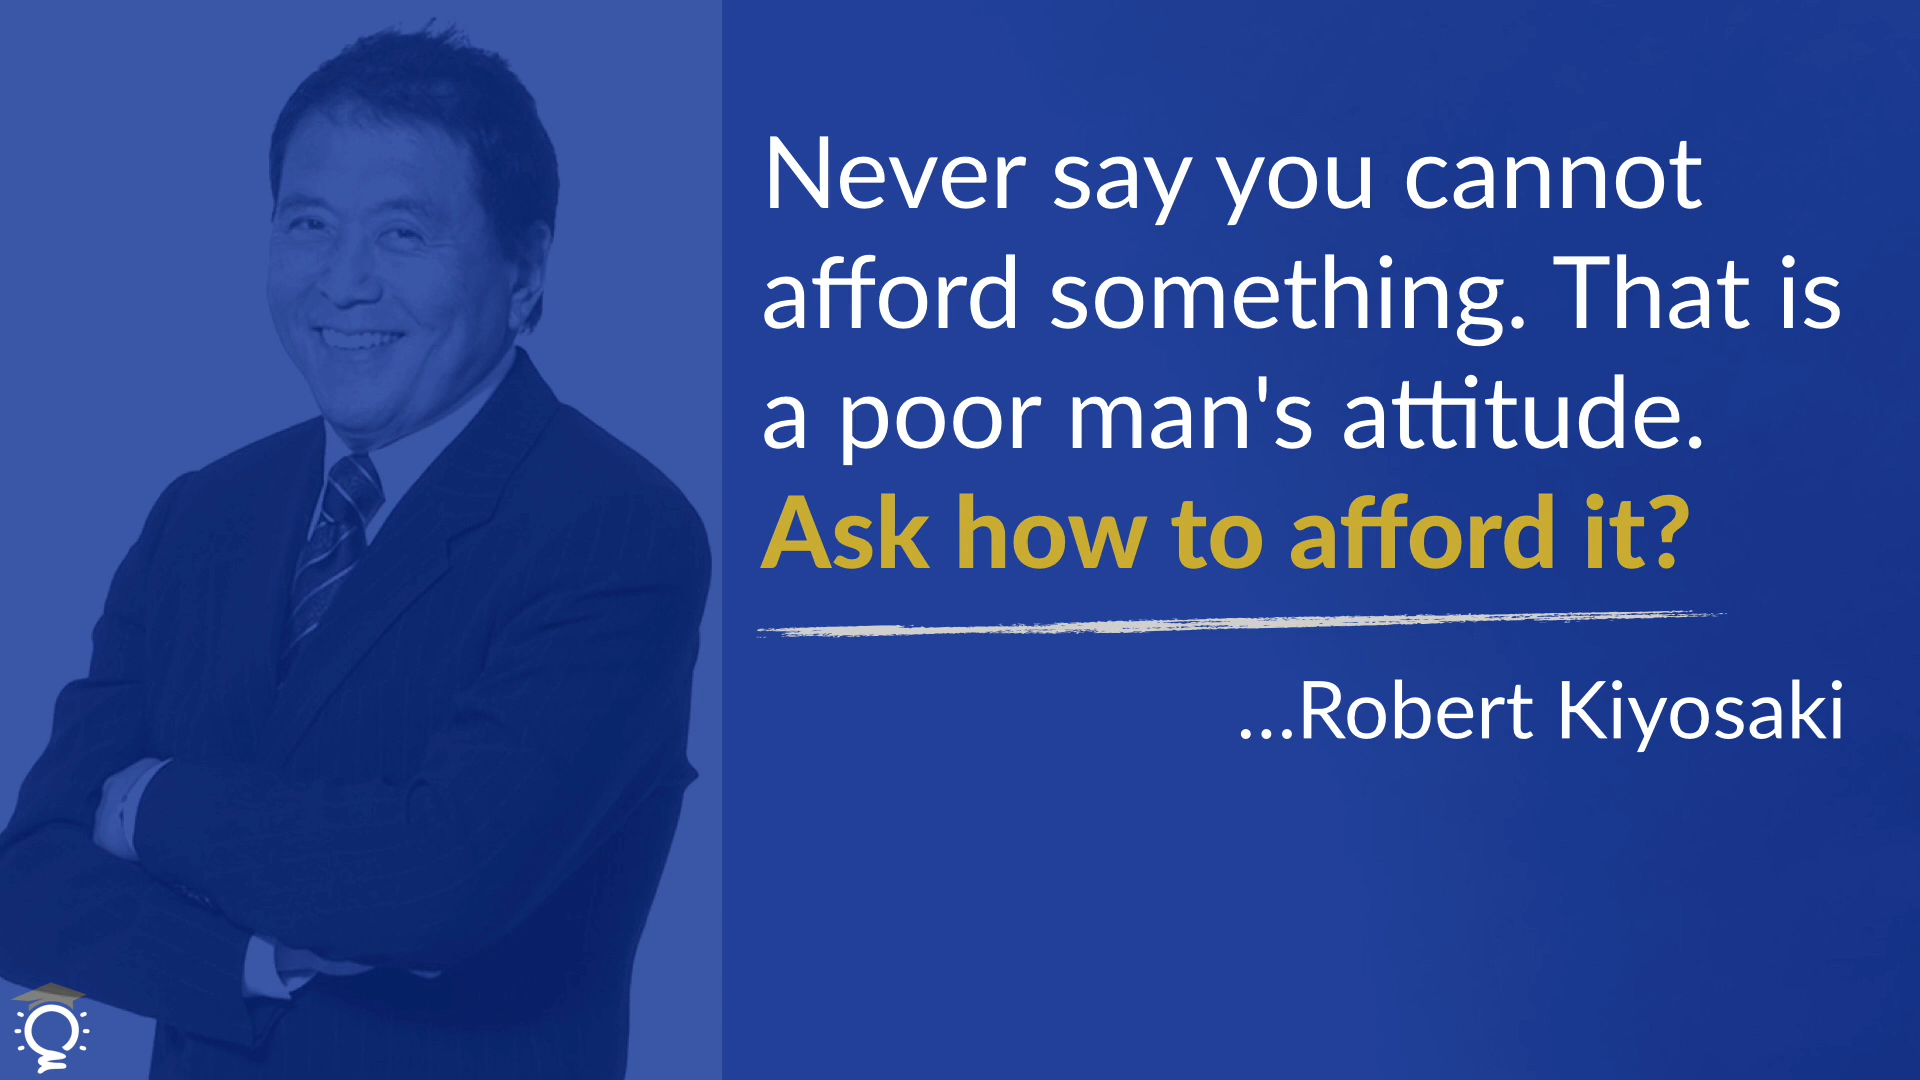 Never say you cannot
afford something. That is
a poor man's attitude.
Ask how to afford it?
...Robert Kiyosaki